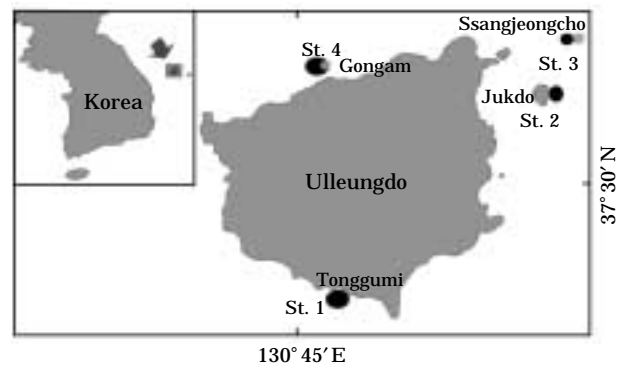 Ssangjeongcho
St. 4
Gongam
St. 3
Korea
Jukdo
St. 2
Ulleungdo
37° 30′ N
Tonggumi
St. 1
130° 45′ E